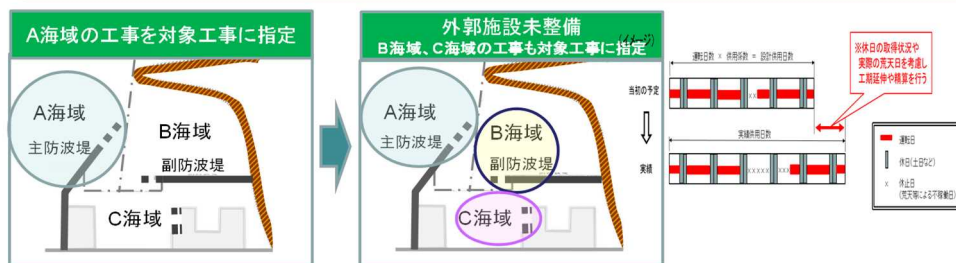 A海域の工事を対象工事に指定
A海域
主防波堤
B海域
副防波堤
C海域
外郭施設未整備
B海域、C海域の工事も対象工事に指定
A海域
主防波堤
B海域
副防波堤
C海域
(イメージ)
運転日数 × 供用係数 = 設計供用日数
当初の予定
××
実績供用日数
実績
×××××
×××
※休日の取得状況や
実際の荒天日を考慮し
工期延伸や精算を行う
運転日
休日(土日など)
× 休止日
(荒天等による不稼働日)